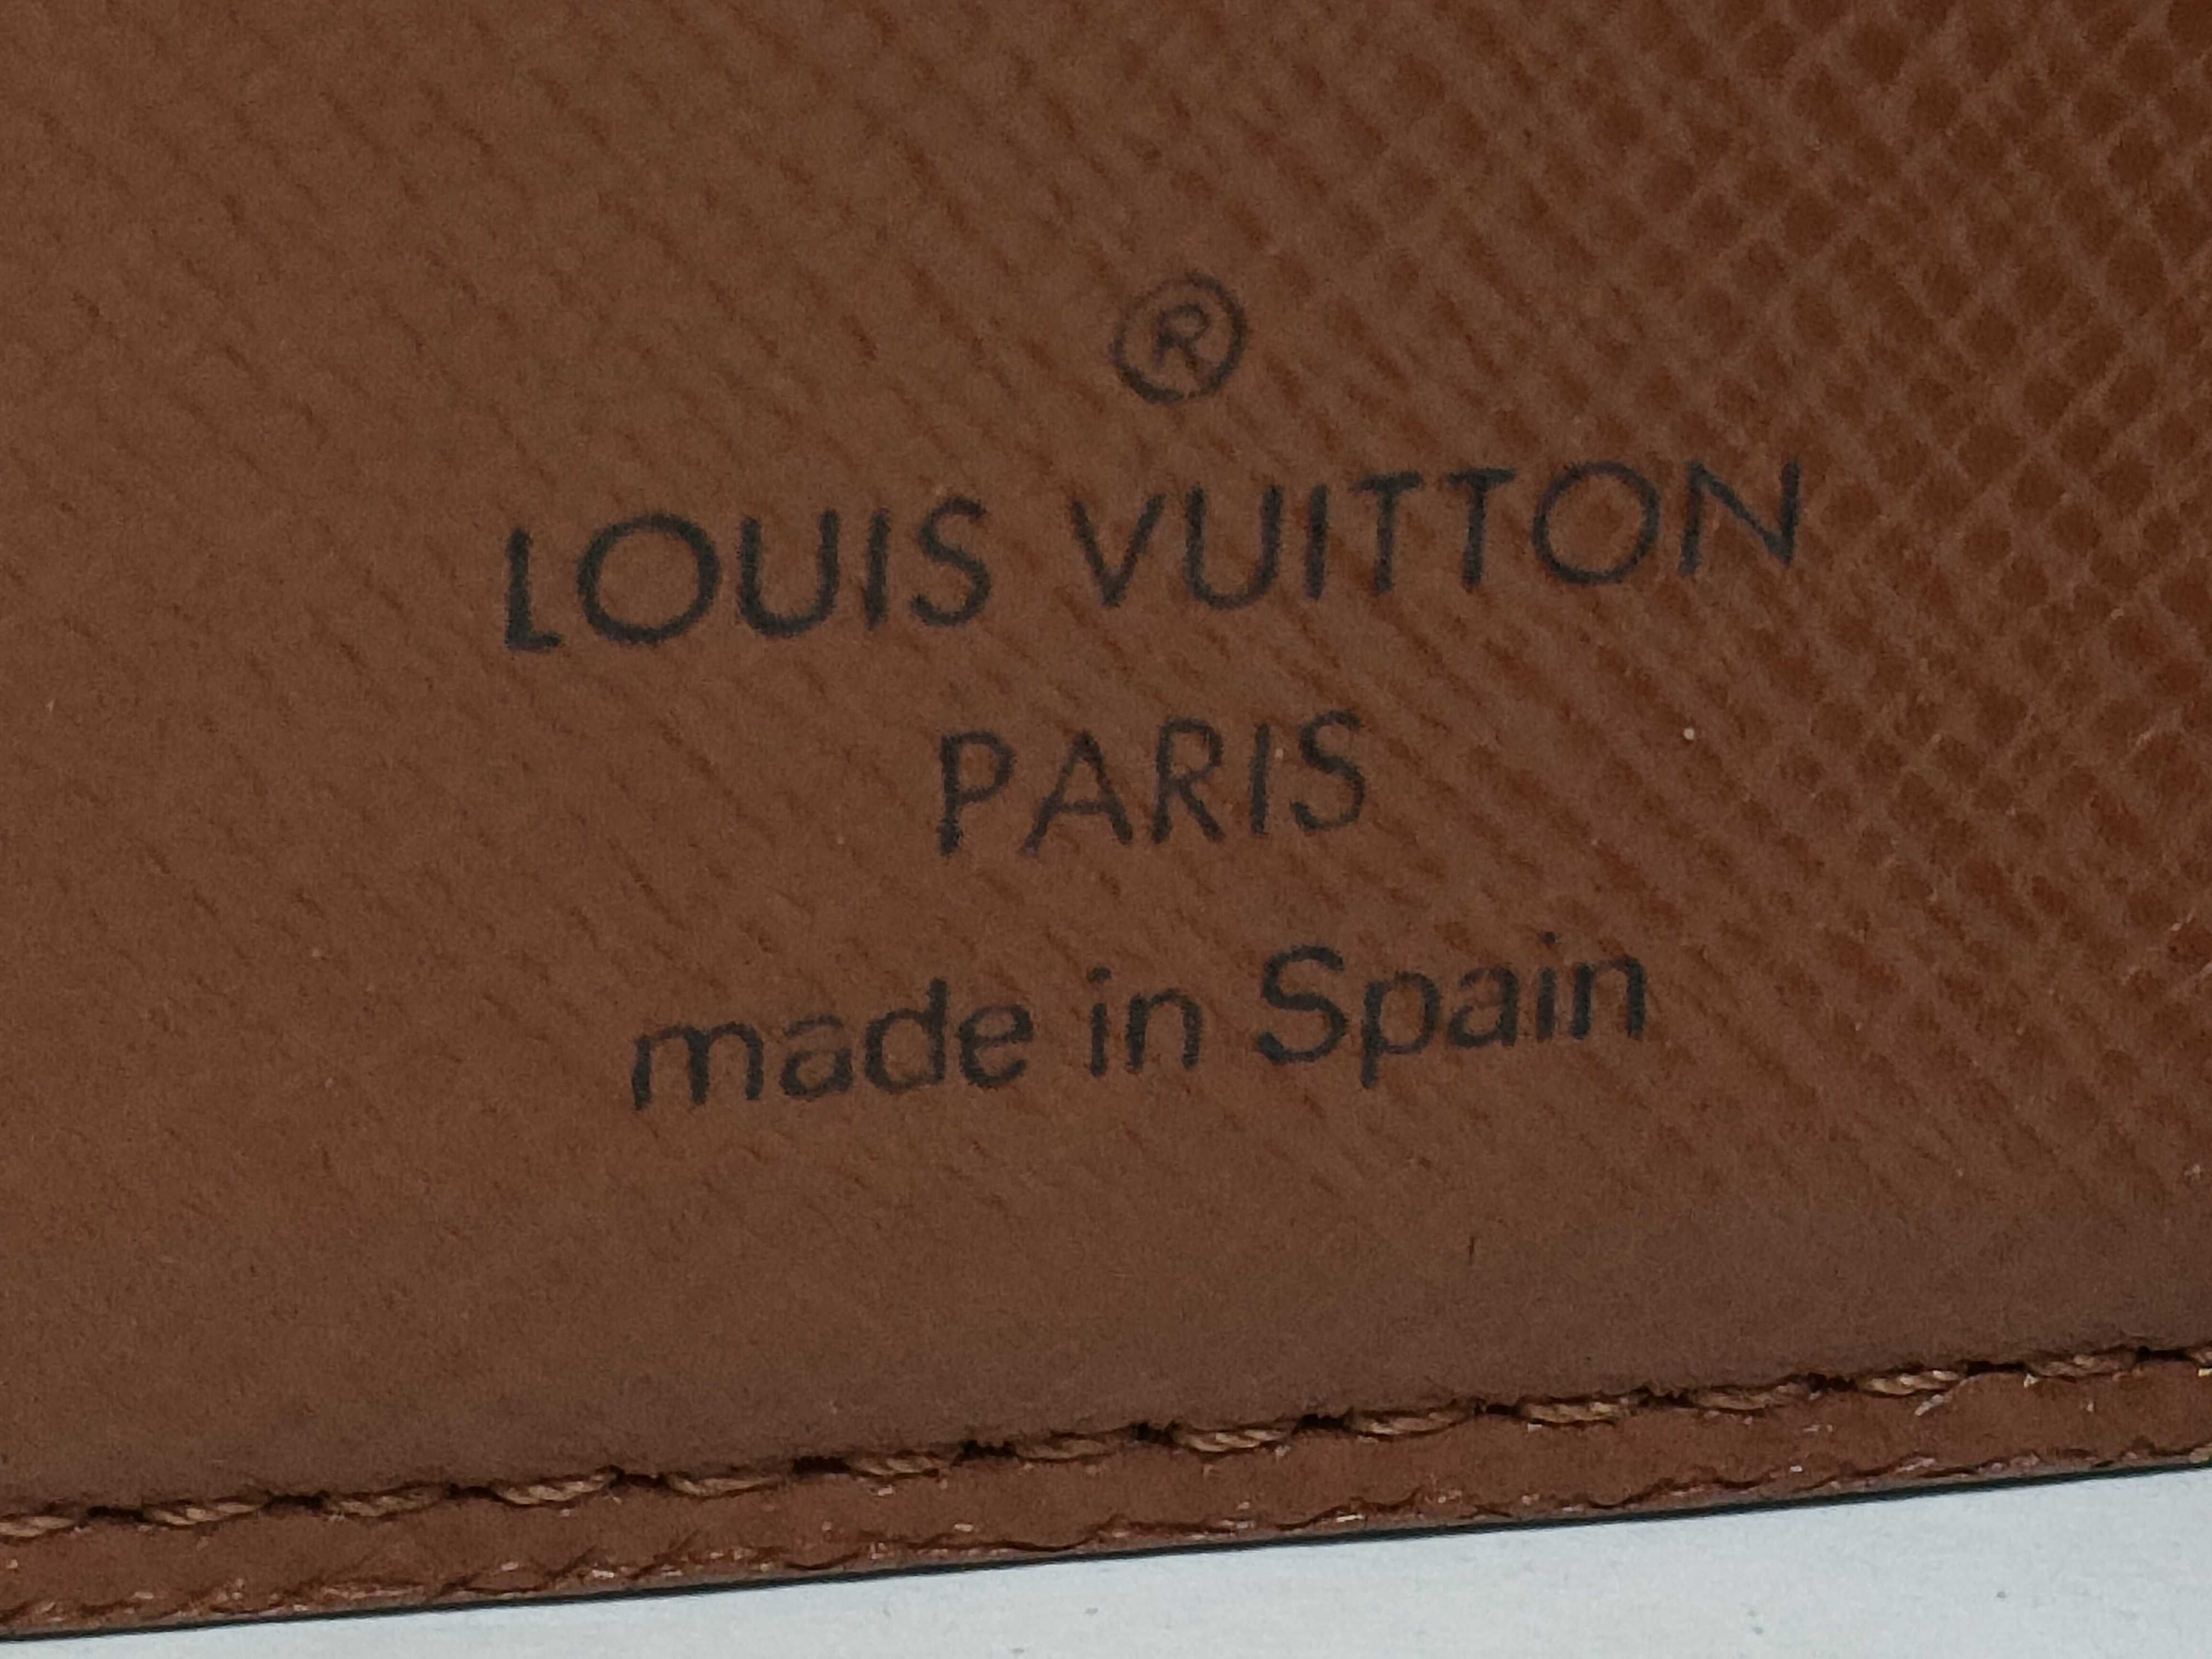 ®
LOUIS VUITTON
PARIS
made in Spain